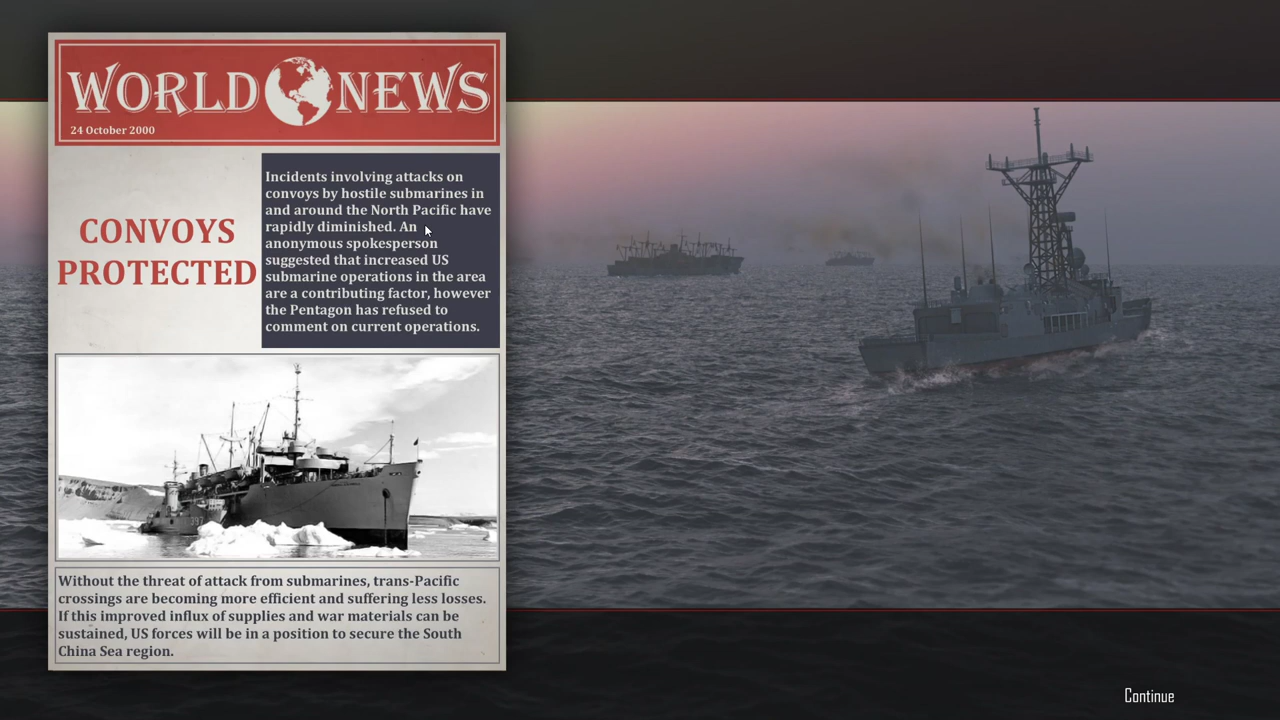 WORLD NEWS
24 October 2000
CONVOYS
PROTECTED
Incidents involving attacks on
convoys by hostile submarines in
and around the North Pacific have
rapidly diminished. An
anonymous spokesperson
suggested that increased US
submarine operations in the area
are a contributing factor, however
the Pentagon has refused to
comment on current operations.
397
Without the threat of attack from submarines, trans-Pacific
crossings are becoming more efficient and suffering less losses.
If this improved influx of supplies and war materials can be
sustained, US forces will be in a position to secure the South
China Sea region.
Continue